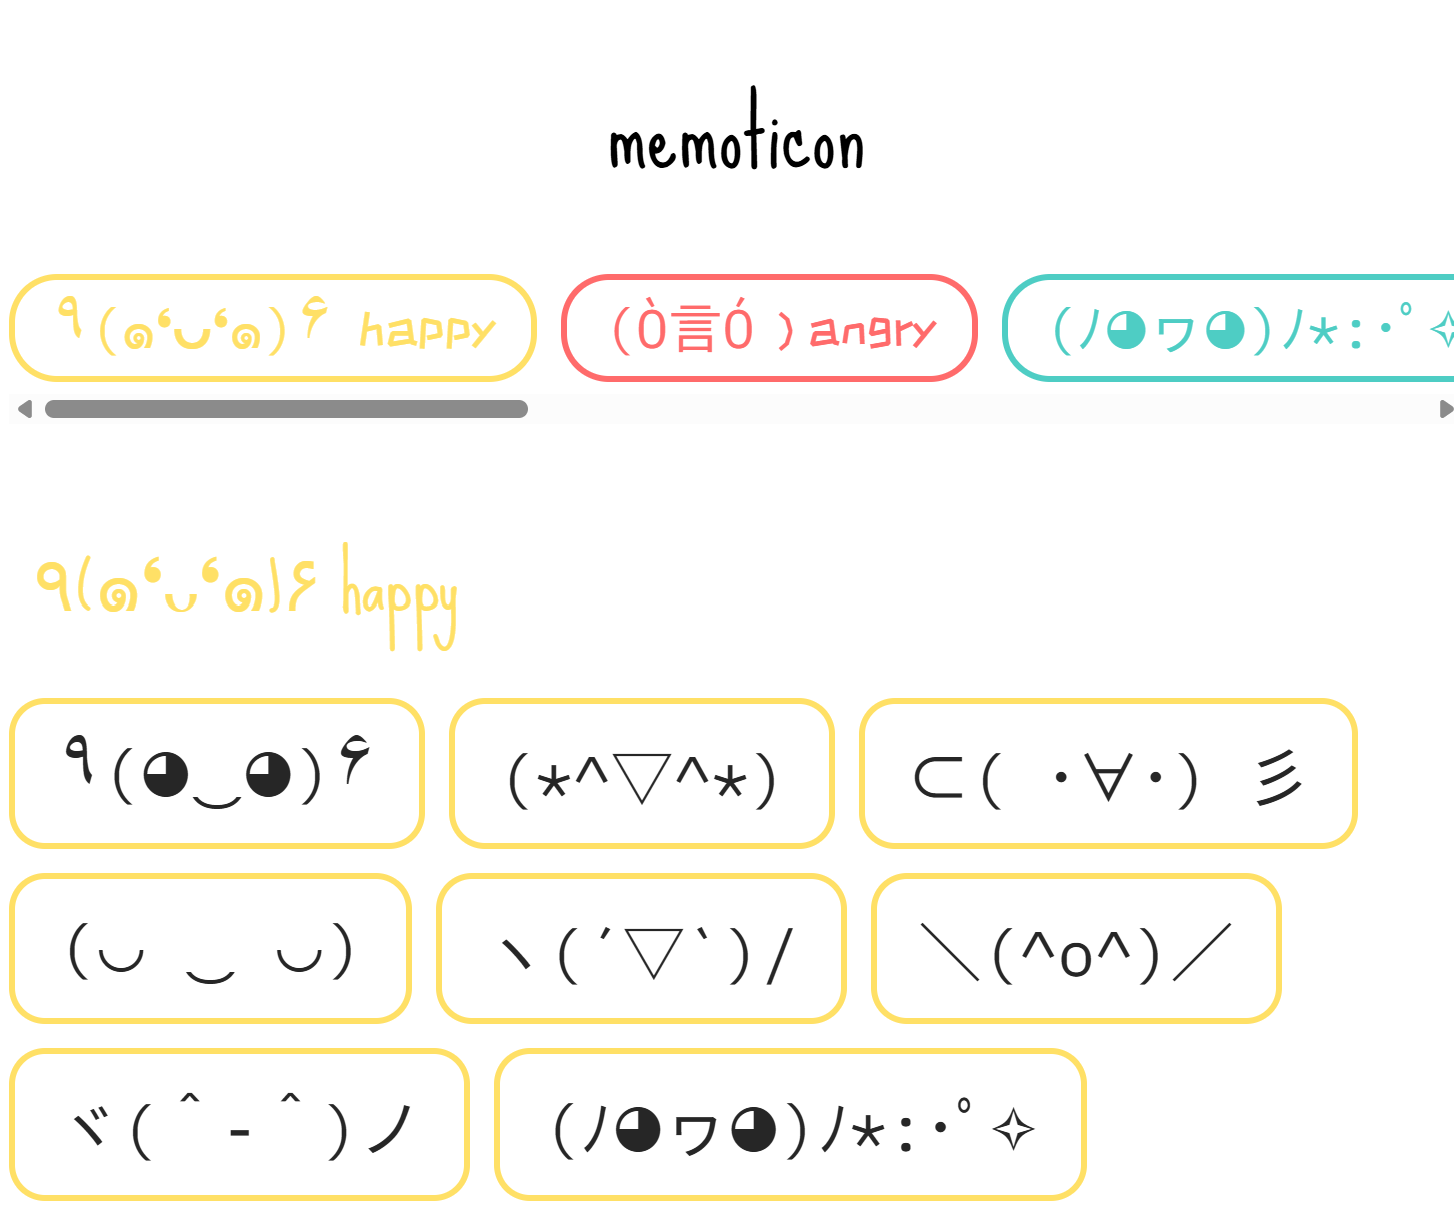 memoticon
٩(๑❛ᴗ❛๑)۶ happy (Ò言Ó ) angry (ﾉ◕ヮ◕)ﾉ*:･ﾟ✧
٩(๑❛ᴗ❛๑)۶ happy
٩(◕‿◕)۶ (*^▽^*) ⊂( ・∀・) 彡
(◡ ‿ ◡) ヽ(´▽`)/ ＼(^o^)／
ヾ(＾-＾)ノ (ﾉ◕ヮ◕)ﾉ*:･ﾟ✧